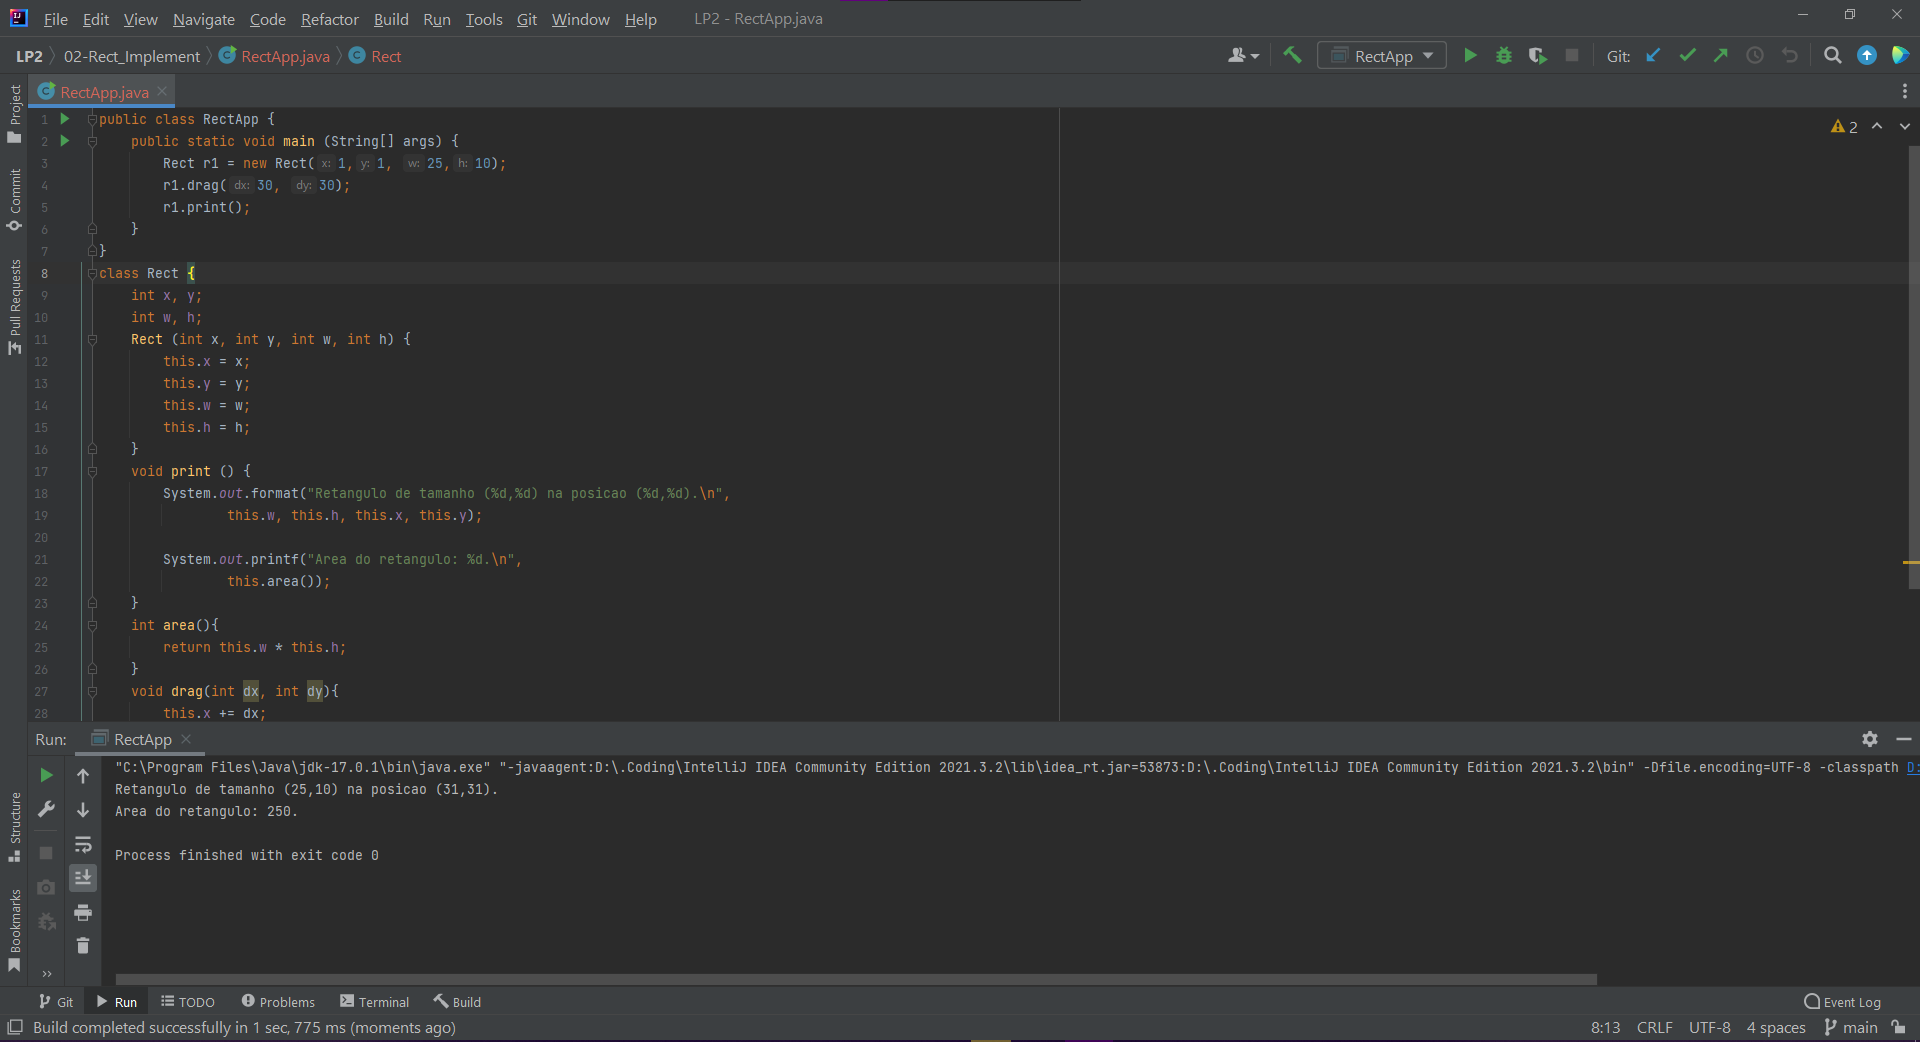 File Edit View Navigate Code Refactor Build Run Tools Git Window Help LP2 - RectApp.java
LP2 02-Rect_Implement RectApp.java Rect RectApp Git:
RectApp.java
Project
Commit
Pull Requests
Structure
Bookmarks
2
1 public class RectApp {
2 public static void main (String[] args) {
3 Rect r1 = new Rect( x: 1, y: 1, w: 25, h: 10);
4 r1.drag( dx: 30, dy: 30);
5 r1.print();
6 }
7 }
8 class Rect {
9 int x, y;
10 int w, h;
11 Rect (int x, int y, int w, int h) {
12 this.x = x;
13 this.y = y;
14 this.w = w;
15 this.h = h;
16 }
17 void print () {
18 System.out.format("Retangulo de tamanho (%d,%d) na posicao (%d,%d).\n",
19 this.w, this.h, this.x, this.y);
20
21 System.out.printf("Area do retangulo: %d.\n",
22 this.area());
23 }
24 int area(){
25 return this.w * this.h;
26 }
27 void drag(int dx, int dy){
28 this.x += dx;
Run: RectApp
"C:\Program Files\Java\jdk-17.0.1\bin\java.exe" "-javaagent:D:\.Coding\IntelliJ IDEA Community Edition 2021.3.2\lib\idea_rt.jar=53873:D:\.Coding\IntelliJ IDEA Community Edition 2021.3.2\bin" -Dfile.encoding=UTF-8 -classpath D:
Retangulo de tamanho (25,10) na posicao (31,31).
Area do retangulo: 250.
Process finished with exit code 0
Git Run TODO Problems Terminal Build Event Log
Build completed successfully in 1 sec, 775 ms (moments ago) 8:13 CRLF UTF-8 4 spaces main